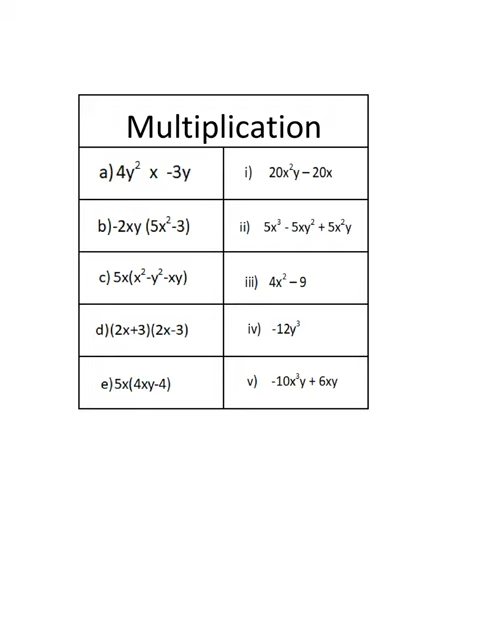 Multiplication
a) 4y² x -3y
i) 20x²y – 20x
b)-2xy (5x²-3)
ii) 5x³ - 5xy² + 5x²y
c) 5x(x²-y²-xy)
iii) 4x² – 9
d)(2x+3)(2x-3)
iv) -12y³
e)5x(4xy-4)
v) -10x³y + 6xy